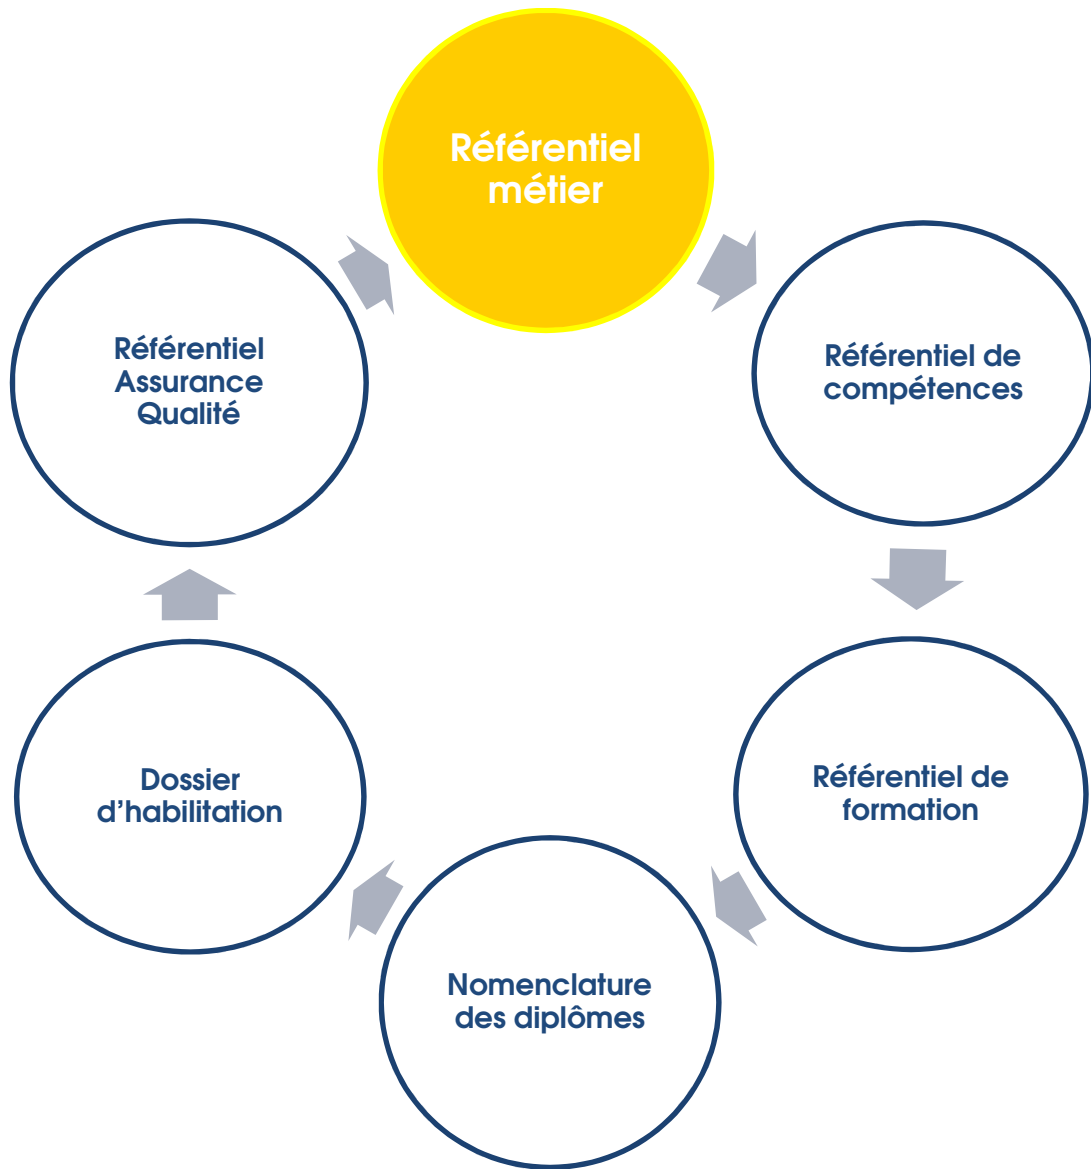 Référentiel
métier
Référentiel de
compétences
Référentiel de
formation
Nomenclature
des diplômes
Dossier
d’habilitation
Référentiel
Assurance
Qualité